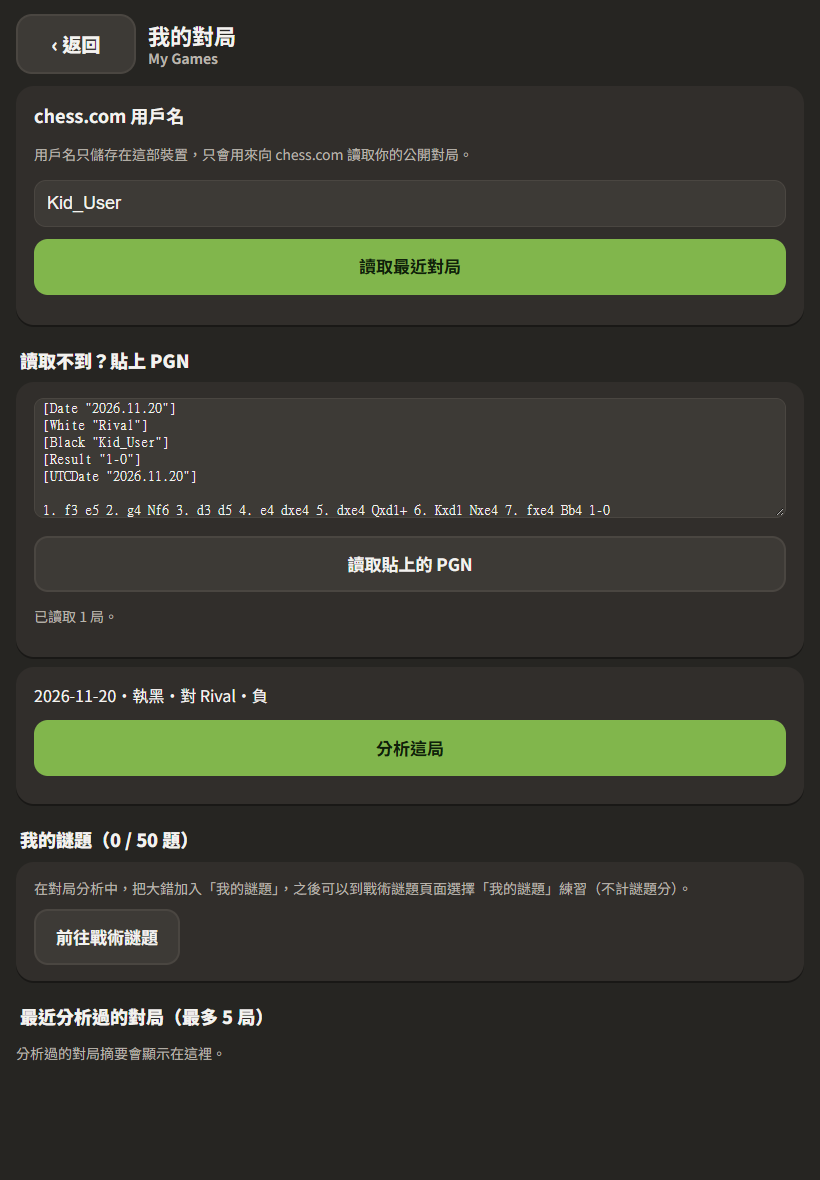 ‹ 返回
我的對局
My Games
chess.com 用戶名
用戶名只儲存在這部裝置，只會用來向 chess.com 讀取你的公開對局。
Kid_User
讀取最近對局
讀取不到？貼上 PGN
[Date "2026.11.20"]
[White "Rival"]
[Black "Kid_User"]
[Result "1-0"]
[UTCDate "2026.11.20"]
1. f3 e5 2. g4 Nf6 3. d3 d5 4. e4 dxe4 5. dxe4 Qxd1+ 6. Kxd1 Nxe4 7. fxe4 Bb4 1-0
讀取貼上的 PGN
已讀取 1 局。
2026-11-20・執黑・對 Rival・負
分析這局
我的謎題（0 / 50 題）
在對局分析中，把大錯加入「我的謎題」，之後可以到戰術謎題頁面選擇「我的謎題」練習（不計謎題分）。
前往戰術謎題
最近分析過的對局（最多 5 局）
分析過的對局摘要會顯示在這裡。